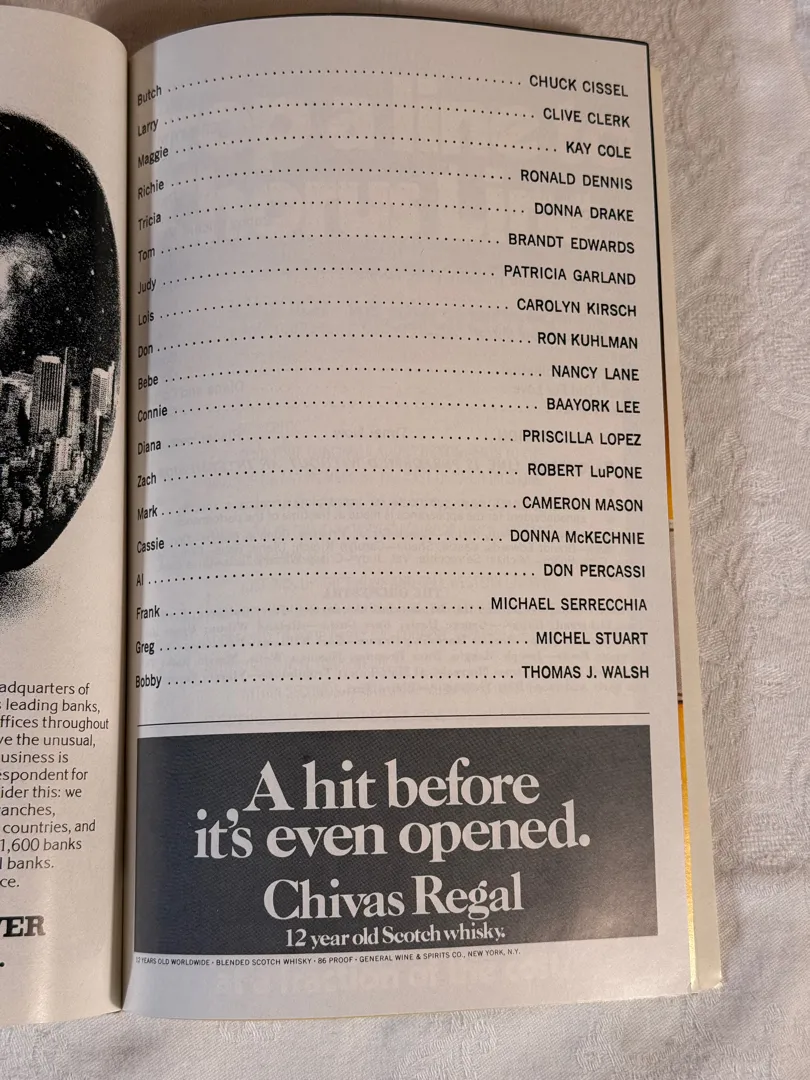 Butch . . . . . . . . . . CHUCK CISSEL
Larry . . . . . . . . . . CLIVE CLERK
Maggie . . . . . . . . . . KAY COLE
Richie . . . . . . . . . . RONALD DENNIS
Tricia . . . . . . . . . . DONNA DRAKE
Tom . . . . . . . . . . BRANDT EDWARDS
Judy . . . . . . . . . . PATRICIA GARLAND
Lois . . . . . . . . . . CAROLYN KIRSCH
Don . . . . . . . . . . RON KUHLMAN
Bebe . . . . . . . . . . NANCY LANE
Connie . . . . . . . . . . BAAYORK LEE
Diana . . . . . . . . . . PRISCILLA LOPEZ
Zach . . . . . . . . . . ROBERT LuPONE
Mark . . . . . . . . . . CAMERON MASON
Cassie . . . . . . . . . . DONNA McKECHNIE
Al . . . . . . . . . . DON PERCASSI
Frank . . . . . . . . . . MICHAEL SERRECCHIA
Greg . . . . . . . . . . MICHEL STUART
Bobby . . . . . . . . . . THOMAS J. WALSH
A hit before
it's even opened.
Chivas Regal
12 year old Scotch whisky.
12 YEARS OLD WORLDWIDE • BLENDED SCOTCH WHISKY • 86 PROOF • GENERAL WINE & SPIRITS CO., NEW YORK, N.Y.
adquarters of
leading banks,
ffices throughout
ve the unusual,
usiness is
espondent for
ider this: we
anches,
countries, and
1,600 banks
l banks.
ce.
ER